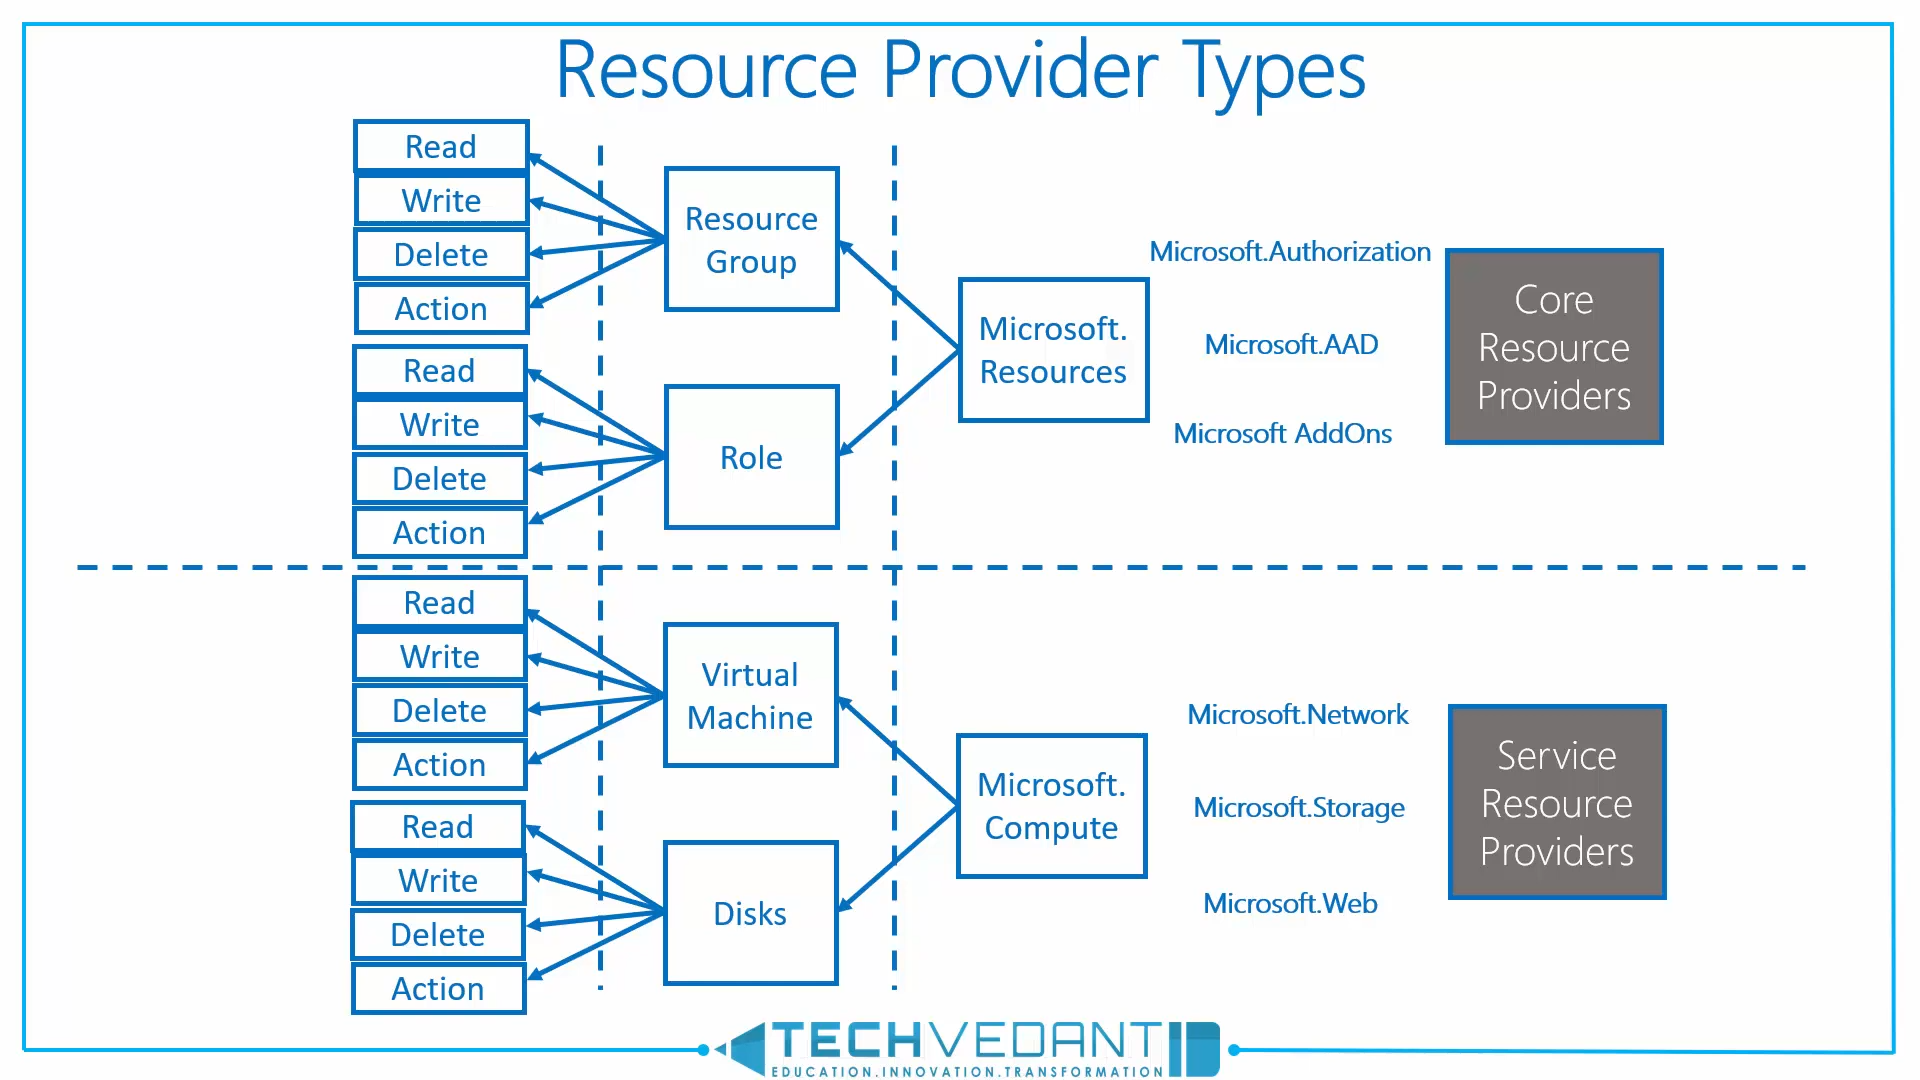 Resource Provider Types
Read
Write
Delete
Action
Read
Write
Delete
Action
Resource
Group
Role
Microsoft.
Resources
Microsoft.Authorization
Microsoft.AAD
Microsoft AddOns
Core
Resource
Providers
Read
Write
Delete
Action
Read
Write
Delete
Action
Virtual
Machine
Disks
Microsoft.
Compute
Microsoft.Network
Microsoft.Storage
Microsoft.Web
Service
Resource
Providers
TECHVEDANT
EDUCATION.INNOVATION.TRANSFORMATION